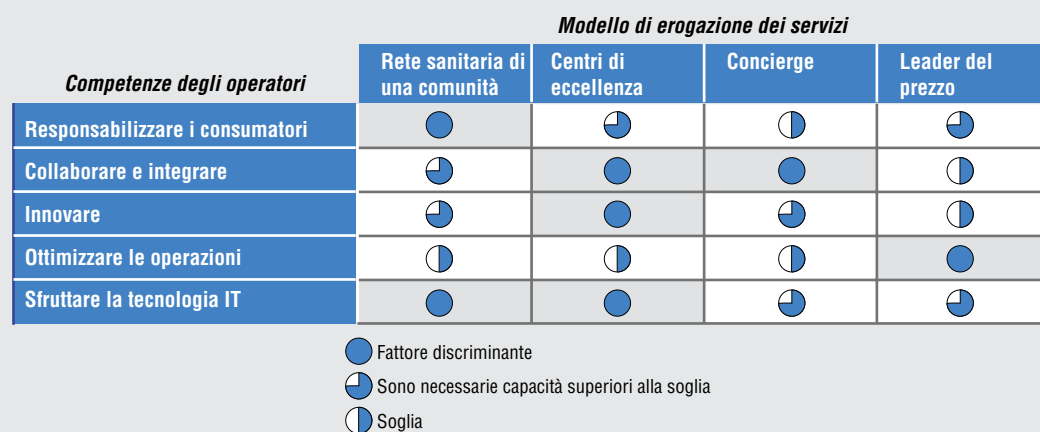 Modello di erogazione dei servizi
Competenze degli operatori
Rete sanitaria di
una comunità
Centri di
eccellenza
Concierge
Leader del
prezzo
Responsabilizzare i consumatori
Collaborare e integrare
Innovare
Ottimizzare le operazioni
Sfruttare la tecnologia IT
Fattore discriminante
Sono necessarie capacità superiori alla soglia
Soglia